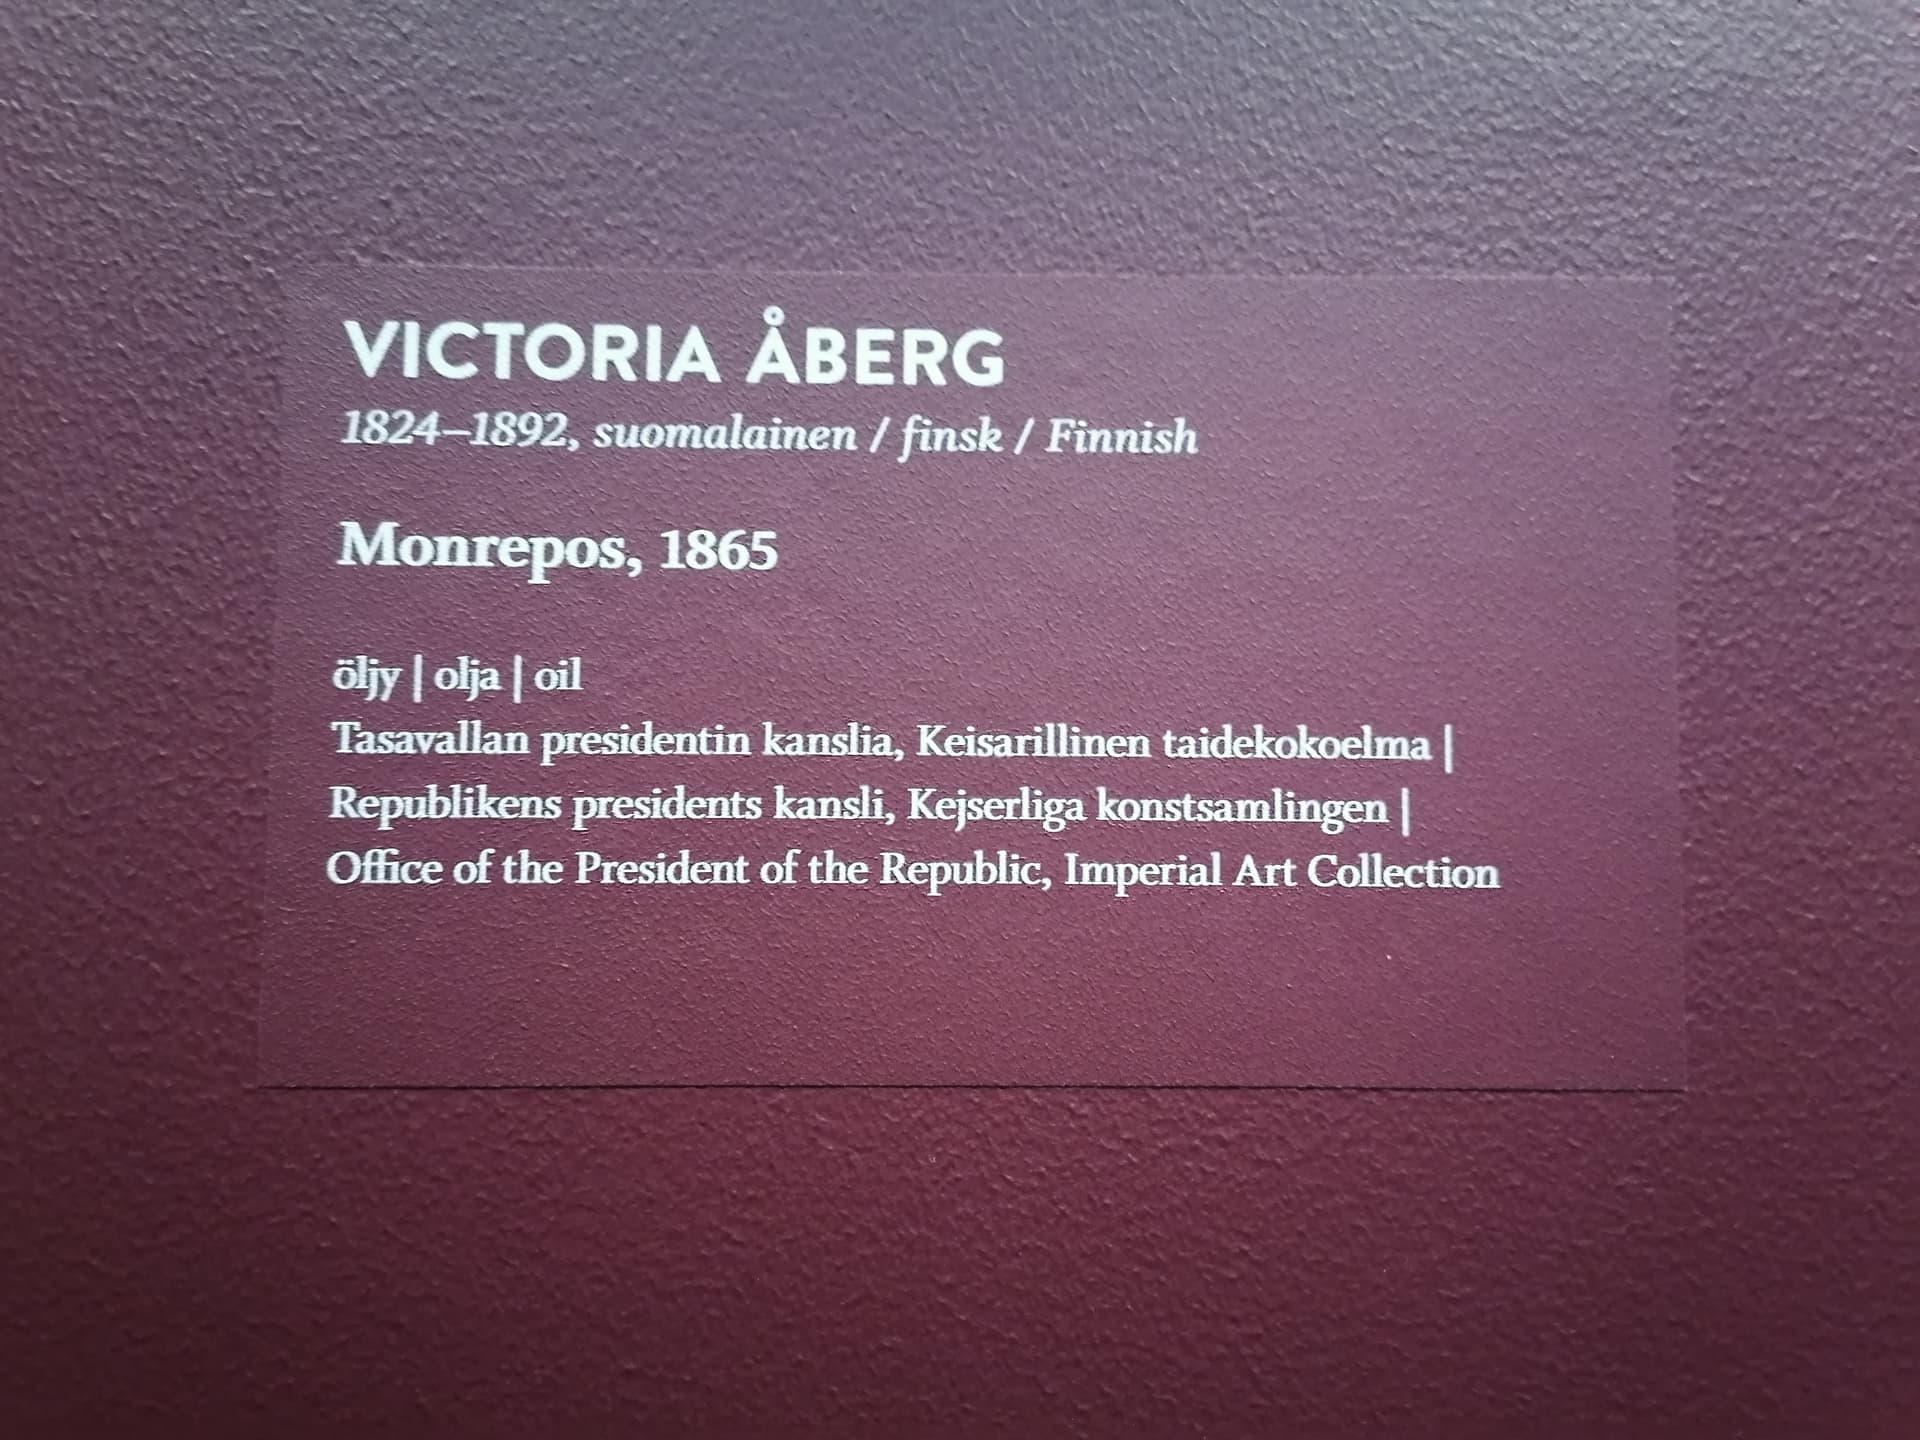 VICTORIA ÅBERG
1824–1892, suomalainen / finsk / Finnish
Monrepos, 1865
öljy | olja | oil
Tasavallan presidentin kanslia, Keisarillinen taidekokoelma |
Republikens presidents kansli, Kejserliga konstsamlingen |
Office of the President of the Republic, Imperial Art Collection